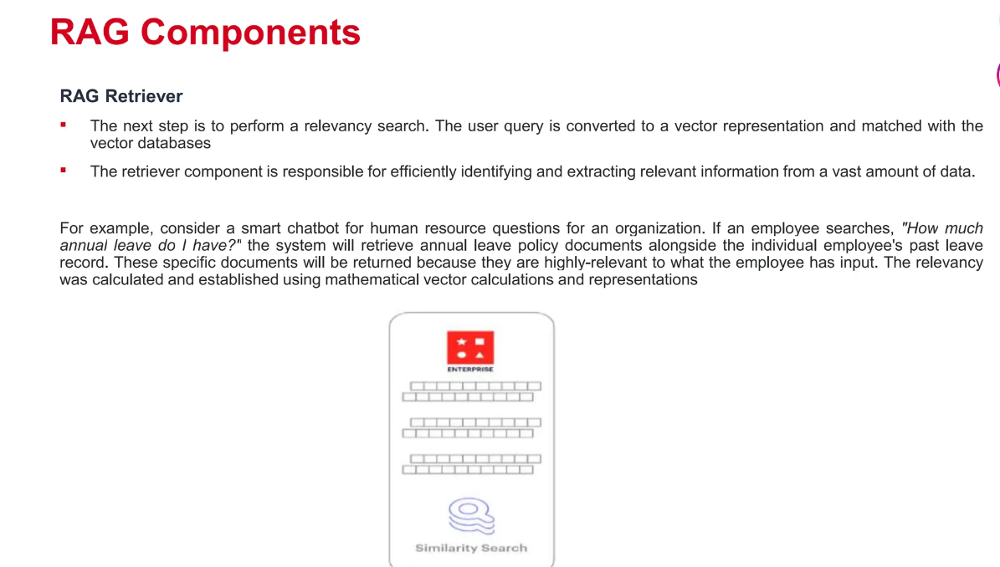 RAG Components
RAG Retriever
▪ The next step is to perform a relevancy search. The user query is converted to a vector representation and matched with the
vector databases
▪ The retriever component is responsible for efficiently identifying and extracting relevant information from a vast amount of data.
For example, consider a smart chatbot for human resource questions for an organization. If an employee searches, "How much
annual leave do I have?" the system will retrieve annual leave policy documents alongside the individual employee's past leave
record. These specific documents will be returned because they are highly-relevant to what the employee has input. The relevancy
was calculated and established using mathematical vector calculations and representations
ENTERPRISE
Similarity Search